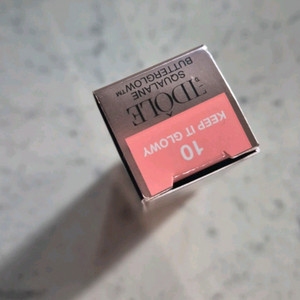 10
KEEP IT GLOWY
IDÔLE
SQUALANE
BUTTERGLOW™